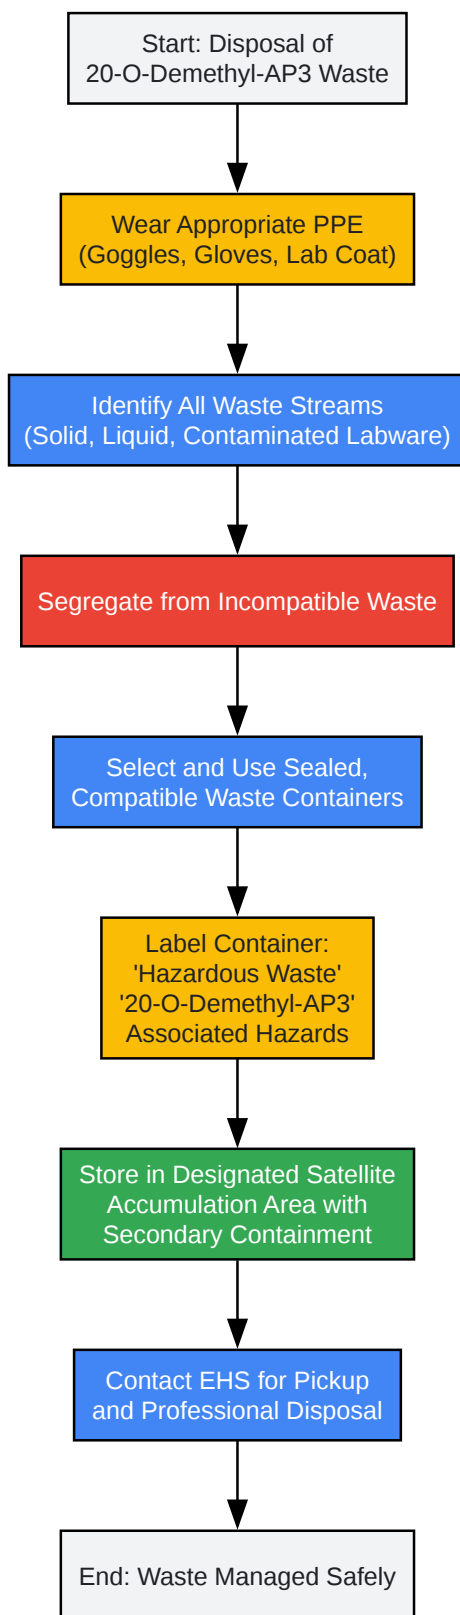 Start: Disposal of
20-O-Demethyl-AP3 Waste
Wear Appropriate PPE
(Goggles, Gloves, Lab Coat)
Identify All Waste Streams
(Solid, Liquid, Contaminated Labware)
Segregate from Incompatible Waste
Select and Use Sealed,
Compatible Waste Containers
Label Container:
'Hazardous Waste'
'20-O-Demethyl-AP3'
Associated Hazards
Store in Designated Satellite
Accumulation Area with
Secondary Containment
Contact EHS for Pickup
and Professional Disposal
End: Waste Managed Safely